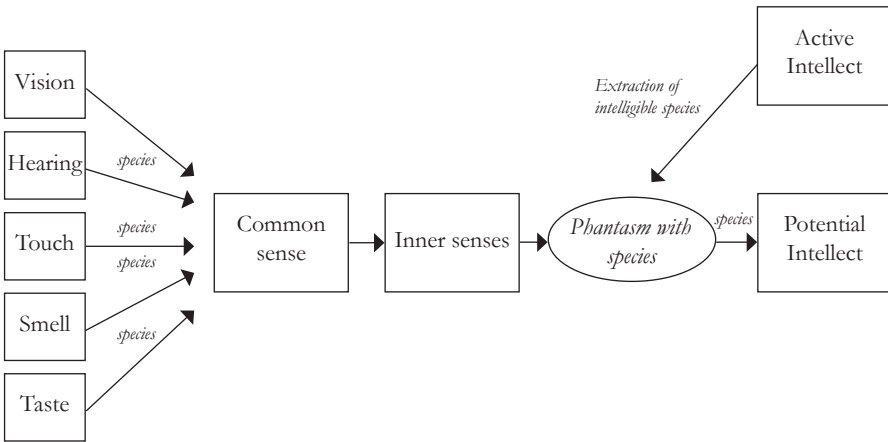 Vision
Hearing
Touch
Smell
Taste
species
species
species
species
Common
sense
Inner senses
Phantasm with
species
Extraction of
intelligible species
Active
Intellect
species
Potential
Intellect